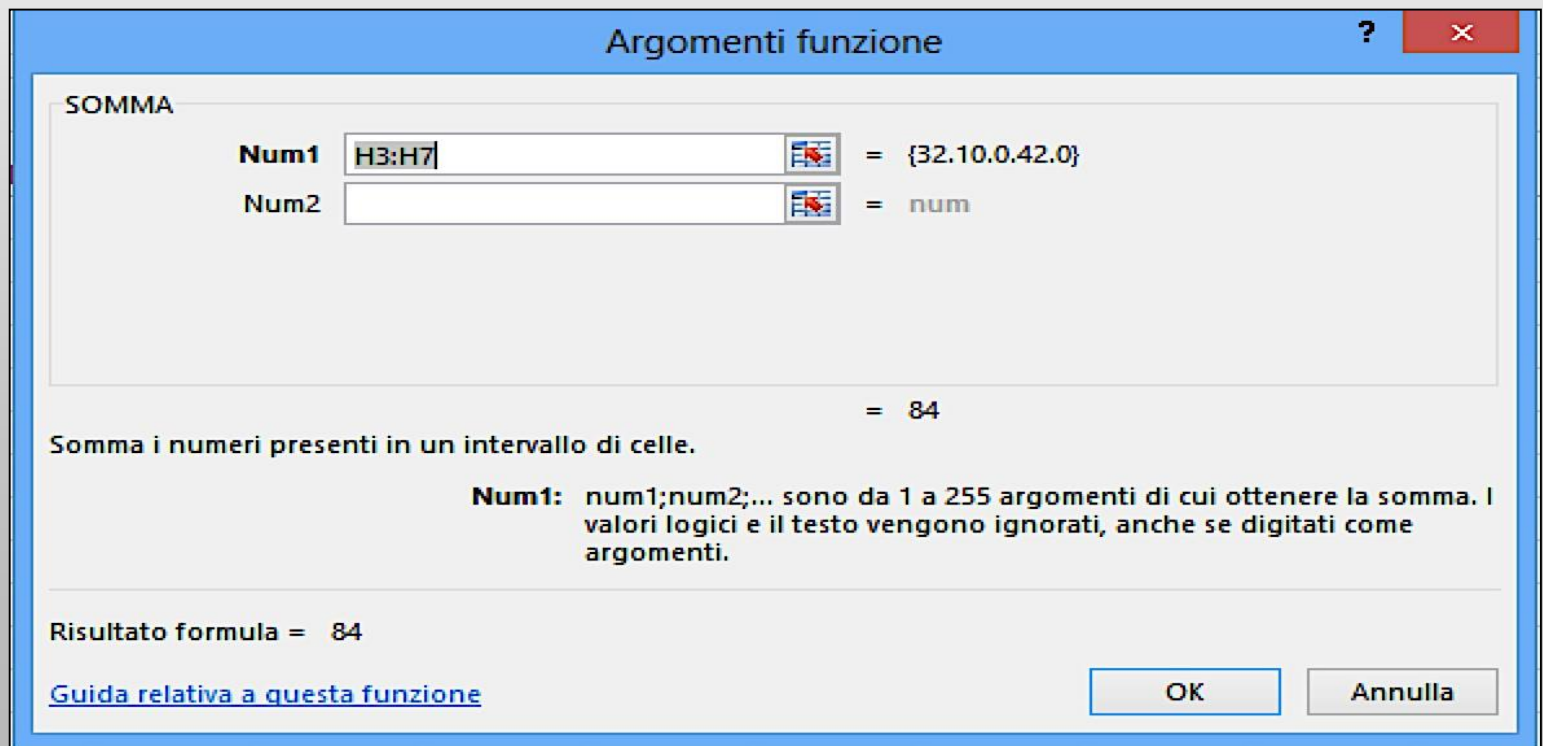 Argomenti funzione
?
SOMMA
Num1 H3:H7 = {32.10.0.42.0}
Num2 = num
= 84
Somma i numeri presenti in un intervallo di celle.
Num1: num1;num2;... sono da 1 a 255 argomenti di cui ottenere la somma. I
valori logici e il testo vengono ignorati, anche se digitati come
argomenti.
Risultato formula = 84
Guida relativa a questa funzione
OK
Annulla